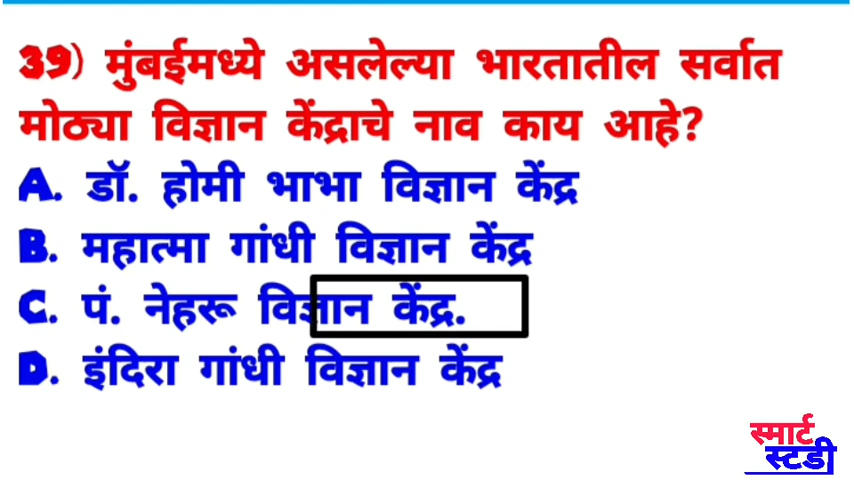 39) मुंबईमध्ये असलेल्या भारतातील सर्वात
मोठ्या विज्ञान केंद्राचे नाव काय आहे?
A. डॉ. होमी भाभा विज्ञान केंद्र
B. महात्मा गांधी विज्ञान केंद्र
C. पं. नेहरू विज्ञान केंद्र.
D. इंदिरा गांधी विज्ञान केंद्र
स्मार्ट
स्टडी